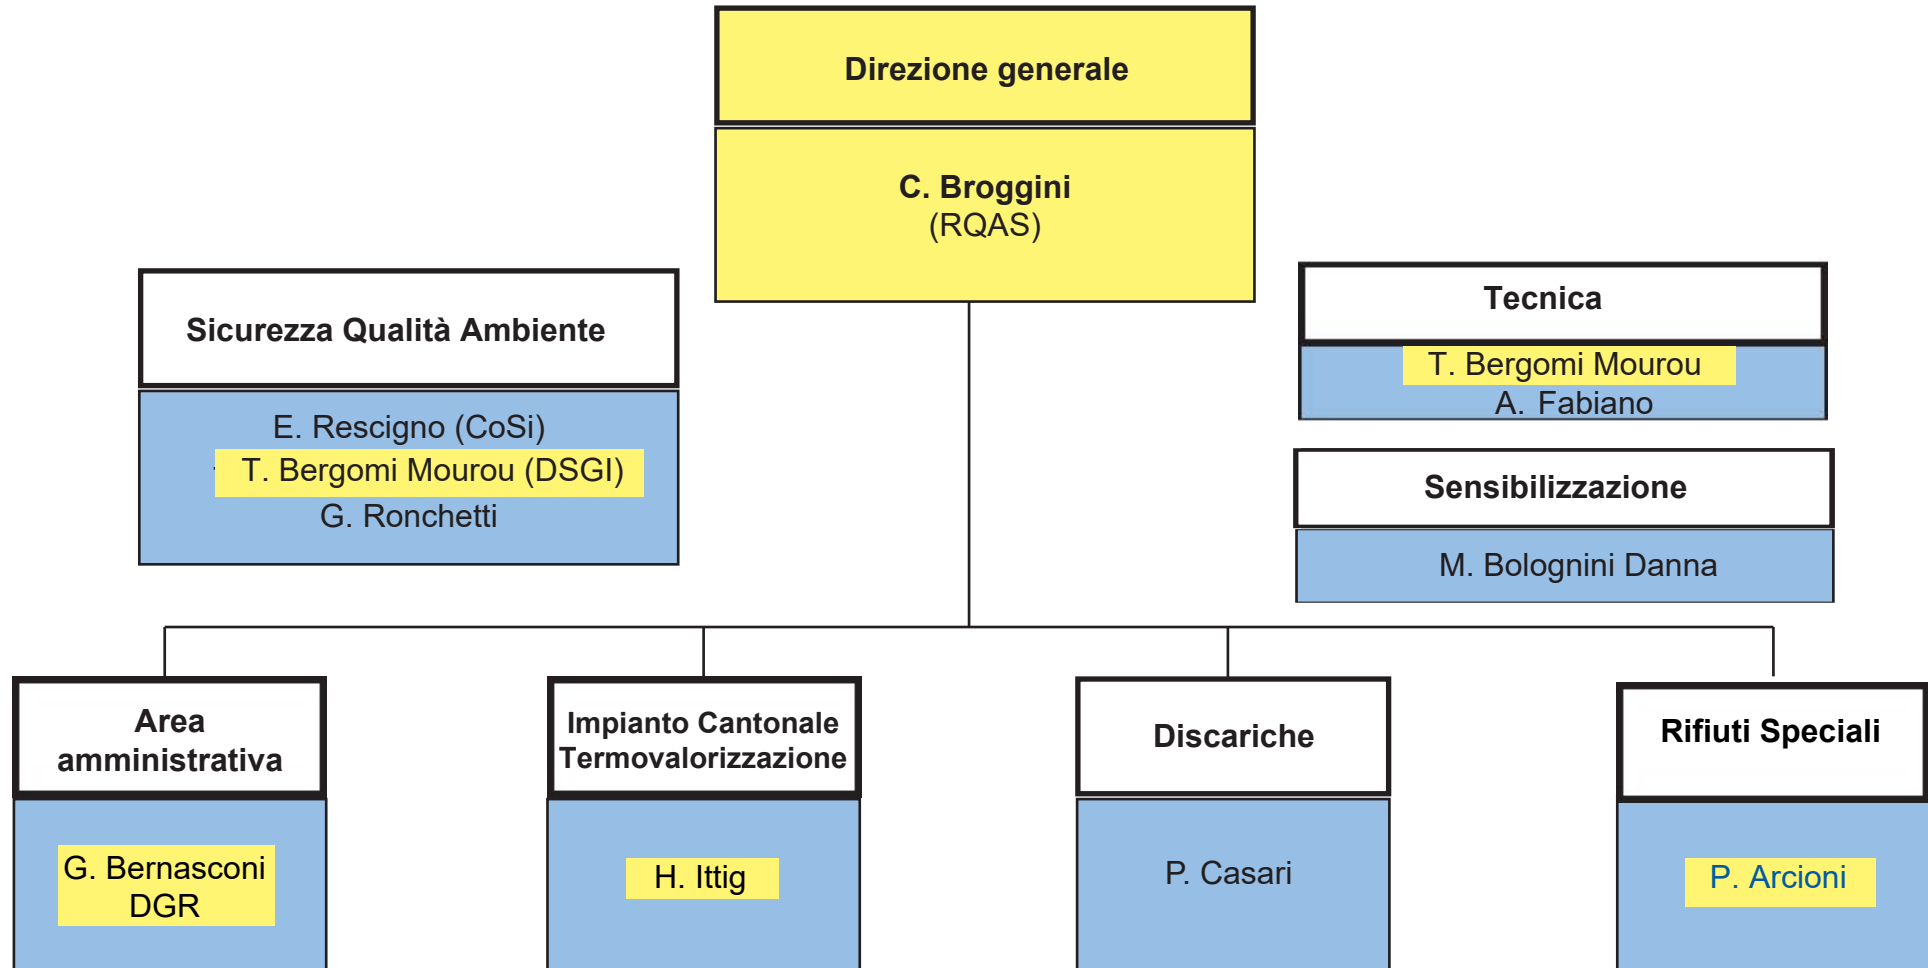 Direzione generale
C. Broggini
(RQAS)
Sicurezza Qualità Ambiente
E. Rescigno (CoSi)
T. Bergomi Mourou (DSGI)
G. Ronchetti
Tecnica
T. Bergomi Mourou
A. Fabiano
Sensibilizzazione
M. Bolognini Danna
Area
amministrativa
G. Bernasconi
DGR
Impianto Cantonale
Termovalorizzazione
H. Ittig
Discariche
P. Casari
Rifiuti Speciali
P. Arcioni